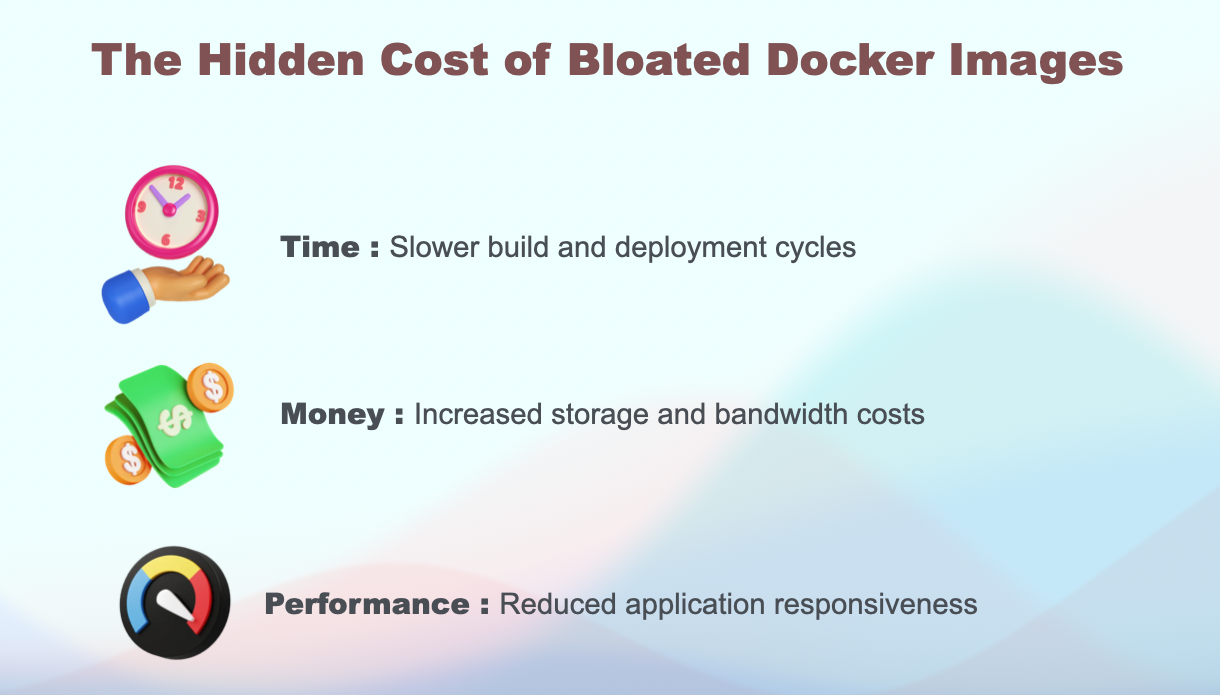 The Hidden Cost of Bloated Docker Images
12
9
3
6
Time : Slower build and deployment cycles
$
$
$
Money : Increased storage and bandwidth costs
Performance : Reduced application responsiveness